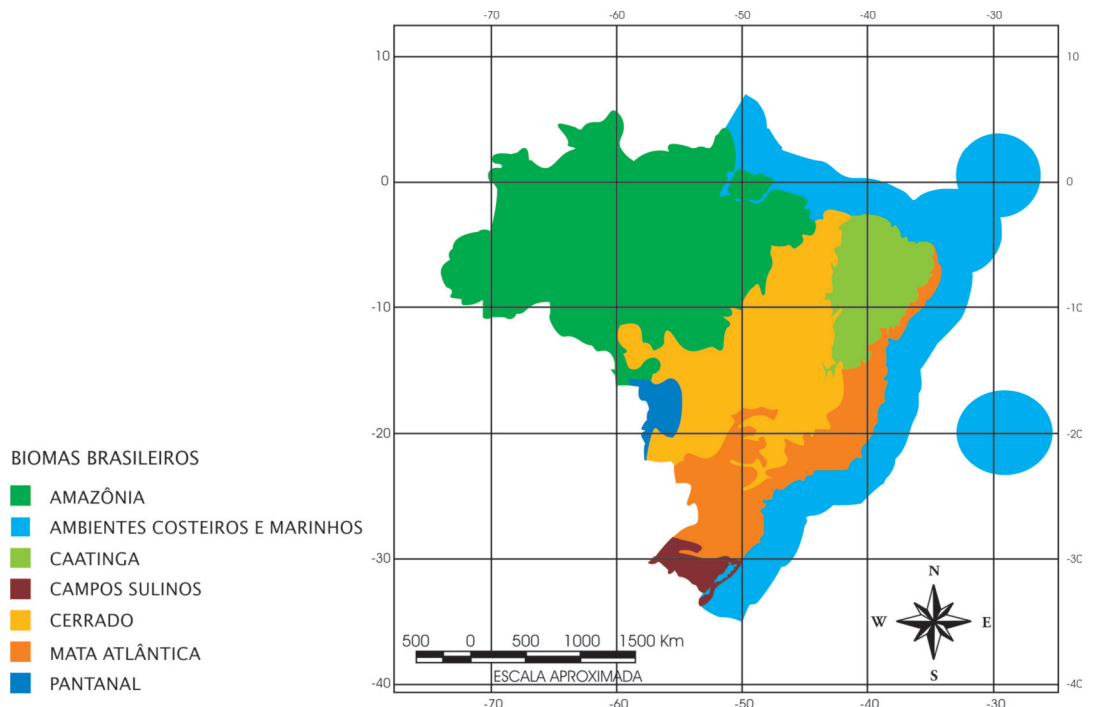 -70 -60 -50 -40 -30
10 10
0 0
-10 -10
-20 -20
-30 -30
-40 -40
-70 -60 -50 -40 -30
BIOMAS BRASILEIROS
AMAZÔNIA
AMBIENTES COSTEIROS E MARINHOS
CAATINGA
CAMPOS SULINOS
CERRADO
MATA ATLÂNTICA
PANTANAL
500 0 500 1000 1500 Km
ESCALA APROXIMADA
N
W E
S